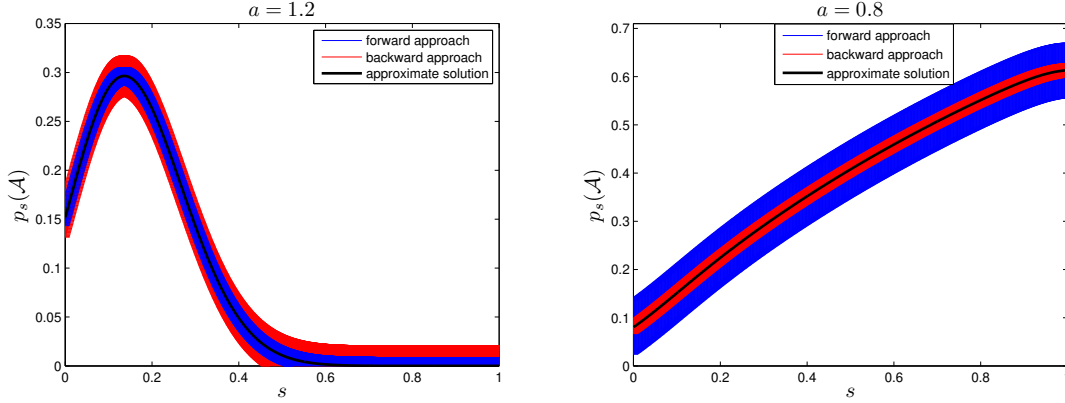 a = 1.2
forward approach
backward approach
approximate solution
0.35
0.3
0.25
0.2
0.15
0.1
0.05
0
p_s(𝒜)
0 0.2 0.4 0.6 0.8 1
s
a = 0.8
forward approach
backward approach
approximate solution
0.7
0.6
0.5
0.4
0.3
0.2
0.1
0
p_s(𝒜)
0 0.2 0.4 0.6 0.8
s